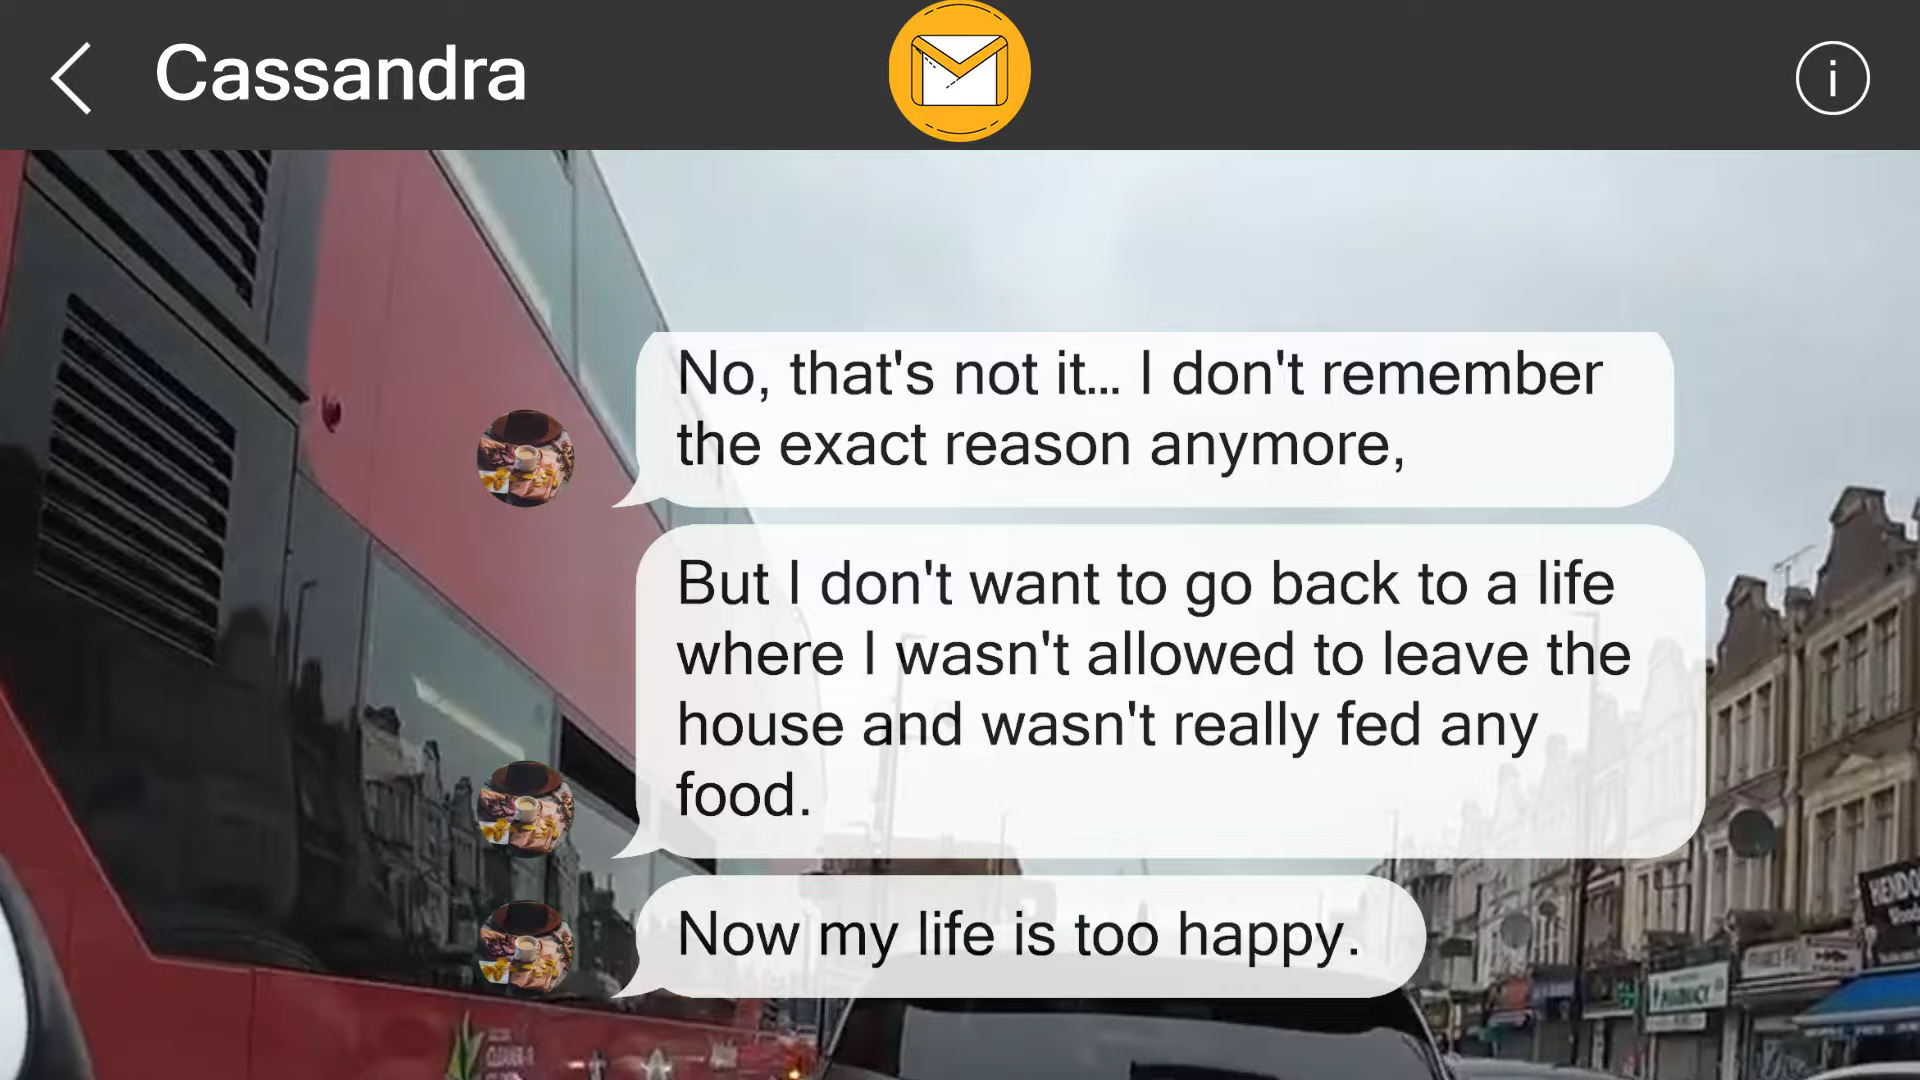 Cassandra
No, that's not it... I don't remember
the exact reason anymore,
But I don't want to go back to a life
where I wasn't allowed to leave the
house and wasn't really fed any
food.
Now my life is too happy.
PHARMACY